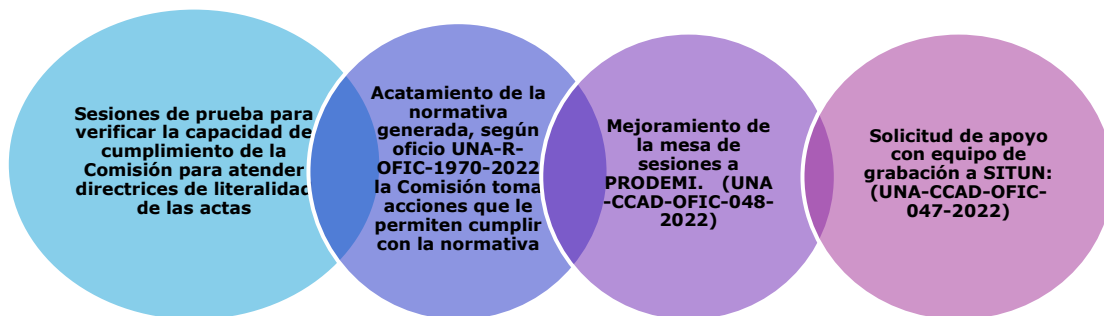 Sesiones de prueba para
verificar la capacidad de
cumplimiento de la
Comisión para atender
directrices de literalidad
de las actas
Acatamiento de la
normativa
generada, según
oficio UNA-R-
OFIC-1970-2022
la Comisión toma
acciones que le
permiten cumplir
con la normativa
Mejoramiento de
la mesa de
sesiones a
PRODEMI. (UNA
-CCAD-OFIC-048-
2022)
Solicitud de apoyo
con equipo de
grabación a SITUN:
(UNA-CCAD-OFIC-
047-2022)